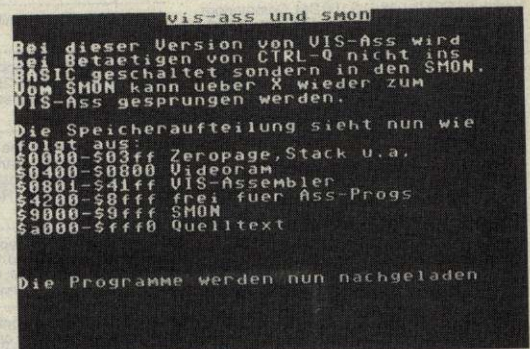 vis-ass und smon
Bei dieser Version von VIS-Ass wird
bei Betaetigen von CTRL-Q nicht ins
BASIC geschaltet sondern in den SMON.
Vom SMON kann ueber X wieder zum
VIS-Ass gesprungen werden.
Die Speicheraufteilung sieht nun wie
folgt aus:
$0000-$03ff Zeropage,Stack u.a.
$0400-$0800 Videoram
$0801-$41ff VIS-Assembler
$4200-$8fff frei fuer Ass-Progs
$9000-$9fff SMON
$a000-$fff0 Quelltext
Die Programme werden nun nachgeladen